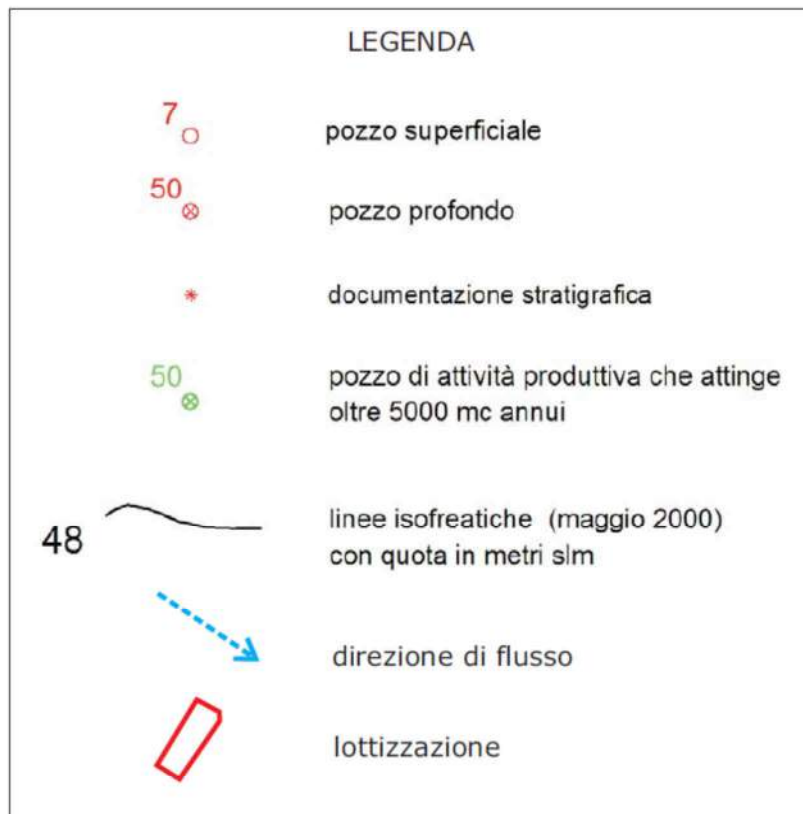 LEGENDA
7
pozzo superficiale
50
pozzo profondo
documentazione stratigrafica
50
pozzo di attività produttiva che attinge
oltre 5000 mc annui
48
linee isofreatiche (maggio 2000)
con quota in metri slm
direzione di flusso
lottizzazione